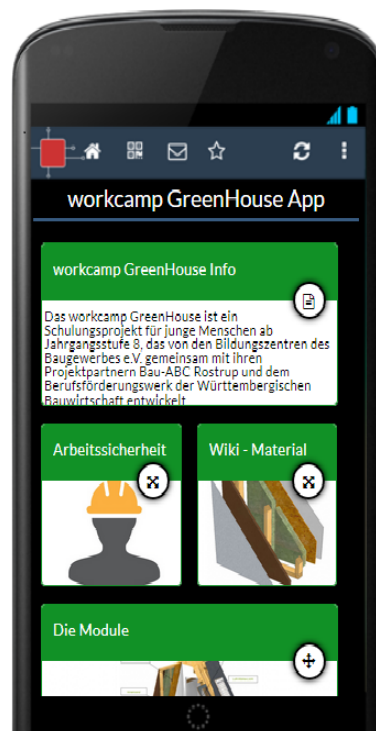 workcamp GreenHouse App
workcamp GreenHouse Info
Das workcamp GreenHouse ist ein
Schulungsprojekt für junge Menschen ab
Jahrgangsstufe 8, das von den Bildungszentren des
Baugewerbes e.V. gemeinsam mit ihren
Projektpartnern Bau-ABC Rostrup und dem
Berufsförderungswerk der Württembergischen
Bauwirtschaft entwickelt
Arbeitssicherheit
Wiki - Material
Die Module